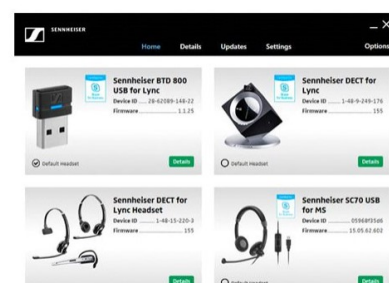 SENNHEISER
Home Details Updates Settings Options
Sennheiser BTD 800
USB for Lync
Device ID ..... 28-62089-148-22
Firmware ..... 1.1.25
Default Headset
Details
Sennheiser DECT for
Lync
Device ID ..... 1-48-9-249-176
Firmware ..... 155
Default Headset
Details
Sennheiser DECT for
Lync Headset
Device ID ..... 1-48-15-220-3
Firmware ..... 155
Details
Sennheiser SC70 USB
for MS
Device ID ..... 05968f35d6
Firmware ..... 15.05.62.602
Default Headset
Details